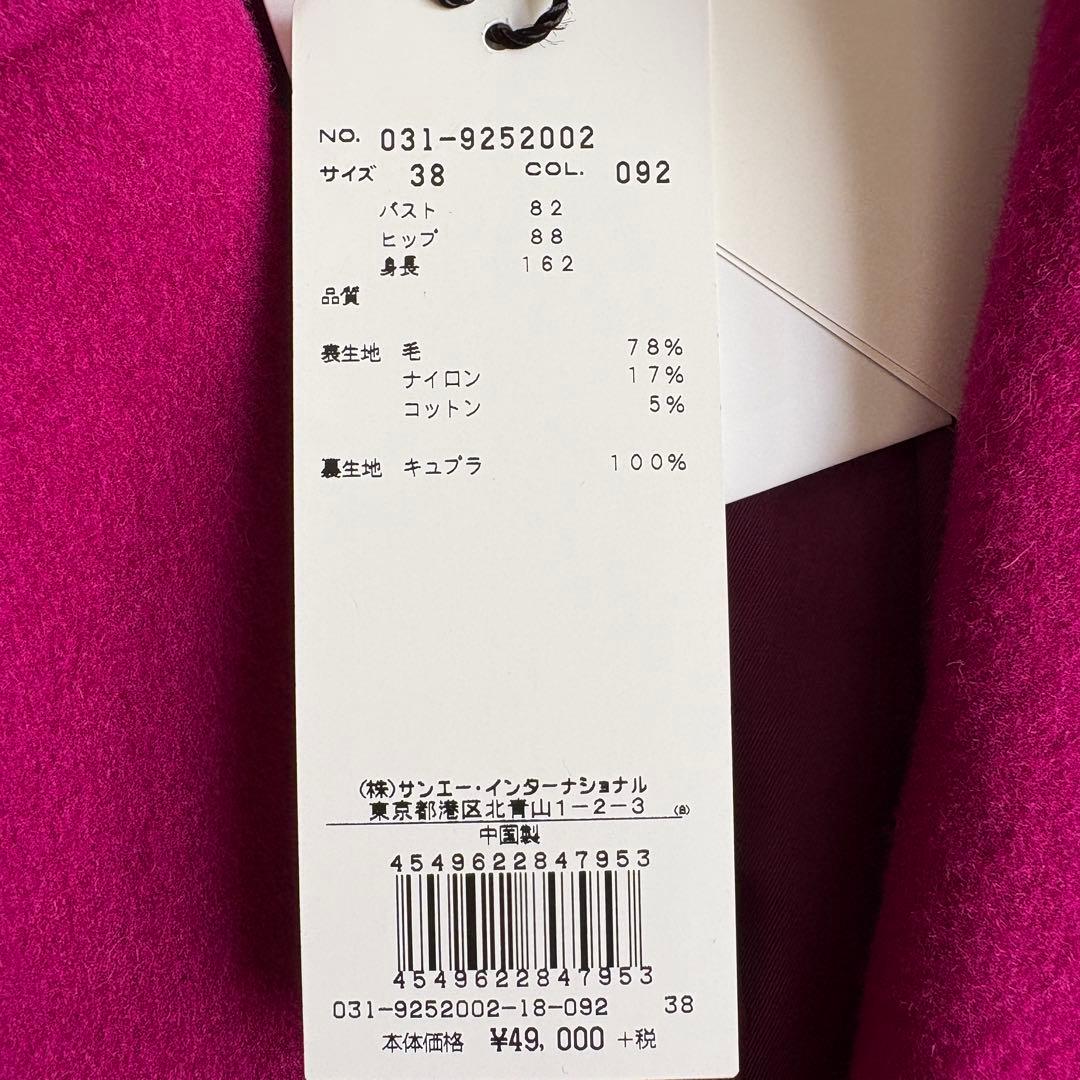 NO. 031-9252002
サイズ 38 COL. 092
バスト 82
ヒップ 88
身長 162
品質
表生地 毛 78%
ナイロン 17%
コットン 5%
裏生地 キュプラ 100%
(株)サンエー・インターナショナル
東京都港区北青山1-2-3
中国製
4549622847953
4549622847953
031-9252002-18-092 38
本体価格 ¥49,000 +税